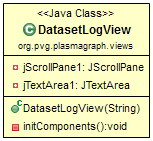 <<Java Class>>
C DatasetLogView
org.pvg.plasmagraph.views
jScrollPane1: JScrollPane
jTextArea1: JTextArea
DatasetLogView(String)
initComponents():void